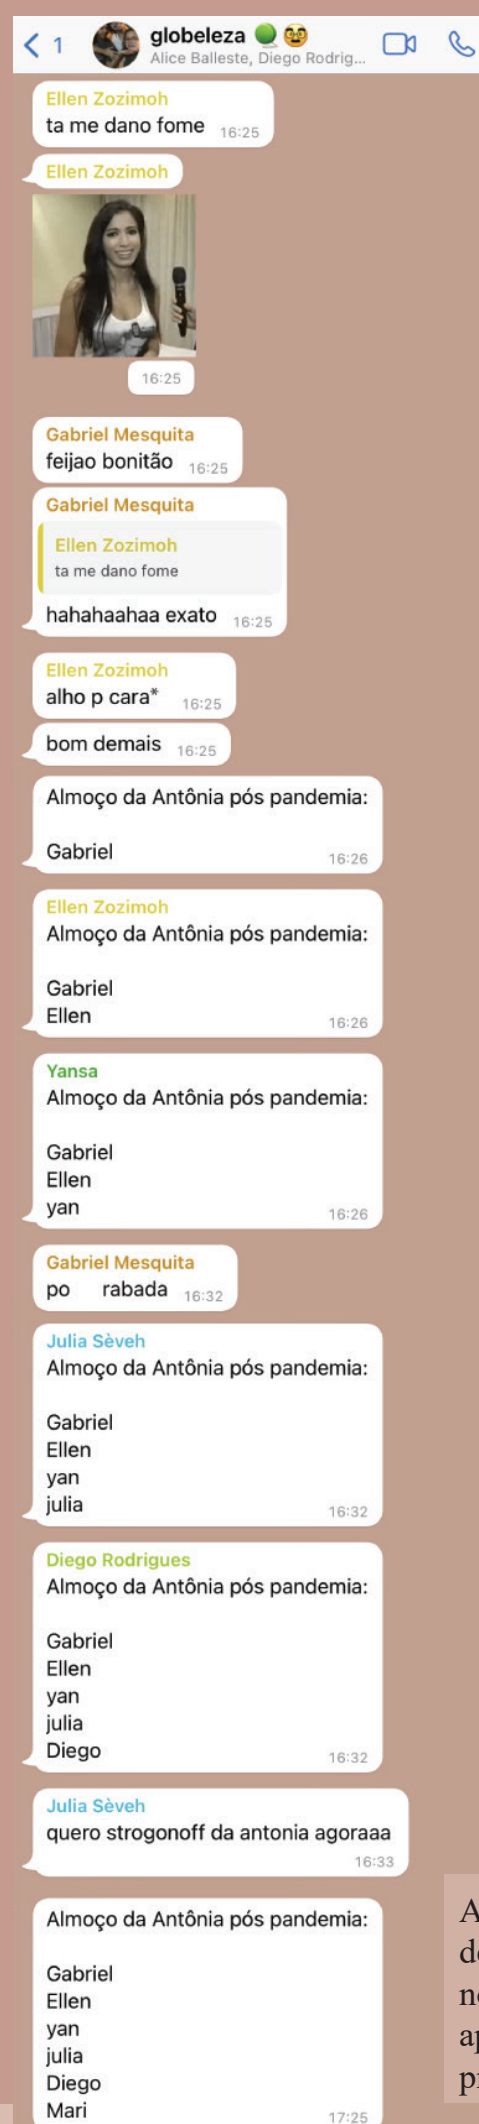 1
globeleza
Alice Balleste, Diego Rodrig...
Ellen Zozimoh
ta me dano fome 16:25
Ellen Zozimoh
16:25
Gabriel Mesquita
feijao bonitão 16:25
Gabriel Mesquita
Ellen Zozimoh
ta me dano fome
hahahaahaa exato 16:25
Ellen Zozimoh
alho p cara* 16:25
bom demais 16:25
Almoço da Antônia pós pandemia:
Gabriel 16:26
Ellen Zozimoh
Almoço da Antônia pós pandemia:
Gabriel
Ellen 16:26
Yansa
Almoço da Antônia pós pandemia:
Gabriel
Ellen
yan 16:26
Gabriel Mesquita
po rabada 16:32
Julia Sèveh
Almoço da Antônia pós pandemia:
Gabriel
Ellen
yan
julia 16:32
Diego Rodrigues
Almoço da Antônia pós pandemia:
Gabriel
Ellen
yan
julia
Diego 16:32
Julia Sèveh
quero strogonoff da antonia agoraaa
16:33
Almoço da Antônia pós pandemia:
Gabriel
Ellen
yan
julia
Diego
Mari 17:25